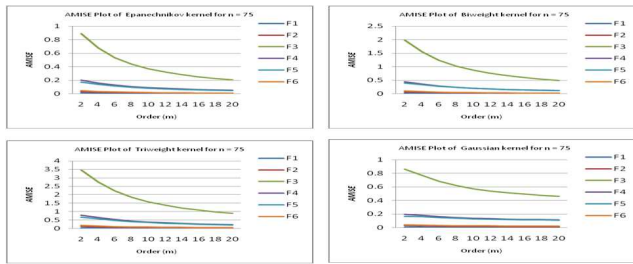 AMISE Plot of Epanechnikov kernel for n = 75
AMISE
1
0.8
0.6
0.4
0.2
0
2 4 6 8 10 12 14 16 18 20
Order (m)
F1
F2
F3
F4
F5
F6
AMISE Plot of Biweight kernel for n = 75
AMISE
2.5
2
1.5
1
0.5
0
2 4 6 8 10 12 14 16 18 20
Order (m)
F1
F2
F3
F4
F5
F6
AMISE Plot of Triweight kernel for n = 75
AMISE
4
3.5
3
2.5
2
1.5
1
0.5
0
2 4 6 8 10 12 14 16 18 20
Order (m)
F1
F2
F3
F4
F5
F6
AMISE Plot of Gaussian kernel for n = 75
AMISE
1
0.8
0.6
0.4
0.2
0
2 4 6 8 10 12 14 16 18 20
Order (m)
F1
F2
F3
F4
F5
F6